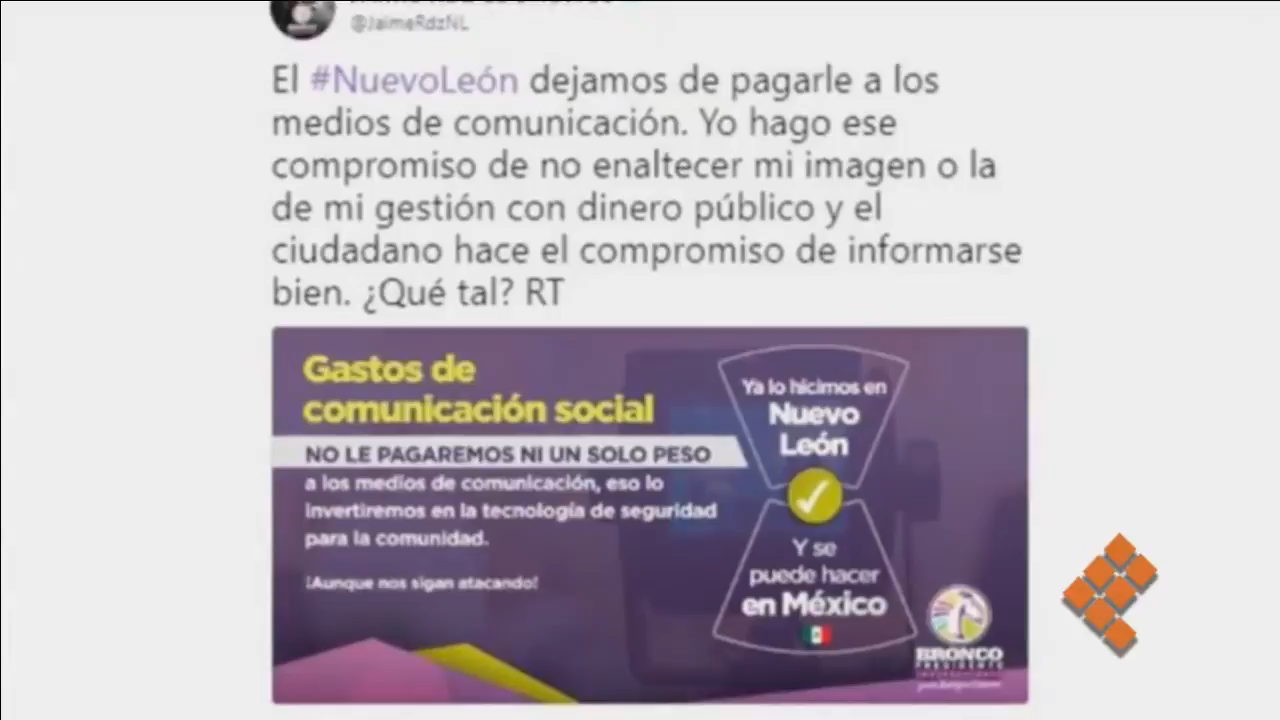 @JaimeRdzNL
El #NuevoLeón dejamos de pagarle a los
medios de comunicación. Yo hago ese
compromiso de no enaltecer mi imagen o la
de mi gestión con dinero público y el
ciudadano hace el compromiso de informarse
bien. ¿Qué tal? RT
Gastos de
comunicación social
NO LE PAGAREMOS NI UN SOLO PESO
a los medios de comunicación, eso lo
invertiremos en la tecnología de seguridad
para la comunidad.
¡Aunque nos sigan atacando!
Ya lo hicimos en
Nuevo
León
Y se
puede hacer
en México
BRONCO
PRESIDENTE